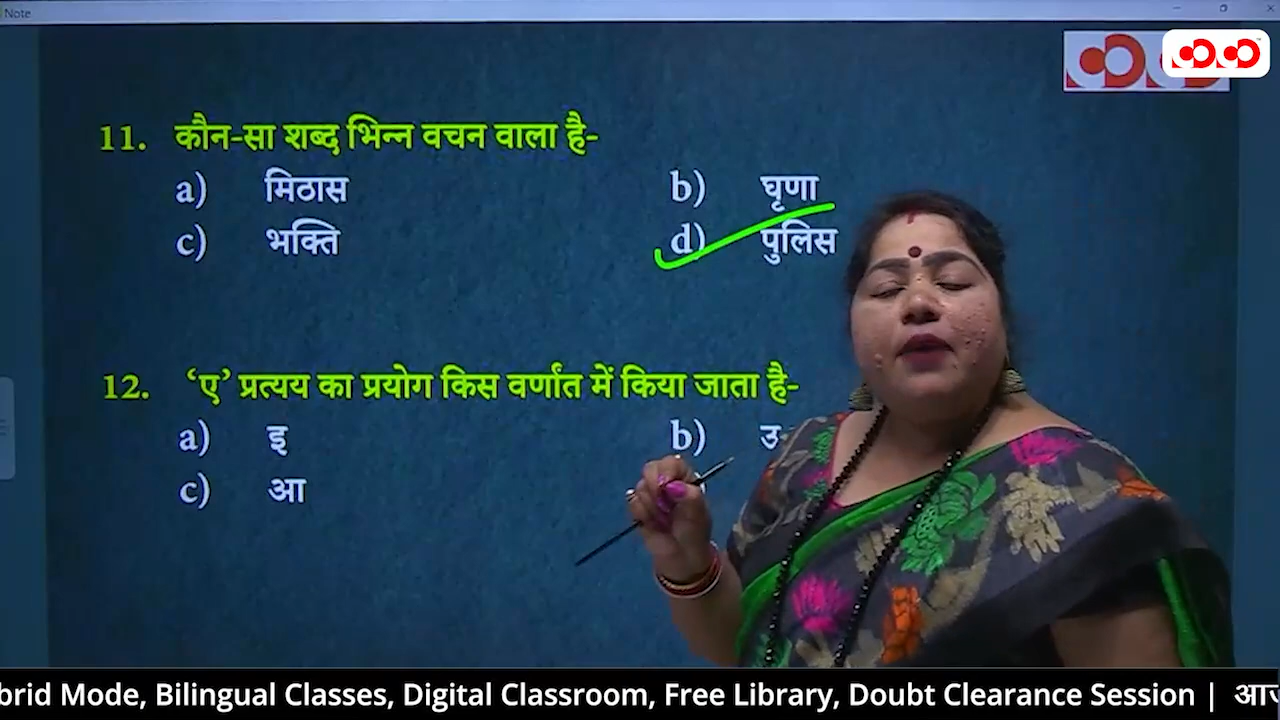 Note
11. कौन-सा शब्द भिन्न वचन वाला है-
a) मिठास b) घृणा
c) भक्ति d) पुलिस
12. ‘ए’ प्रत्यय का प्रयोग किस वर्णांत में किया जाता है-
a) इ b) उ
c) आ
brid Mode, Bilingual Classes, Digital Classroom, Free Library, Doubt Clearance Session |